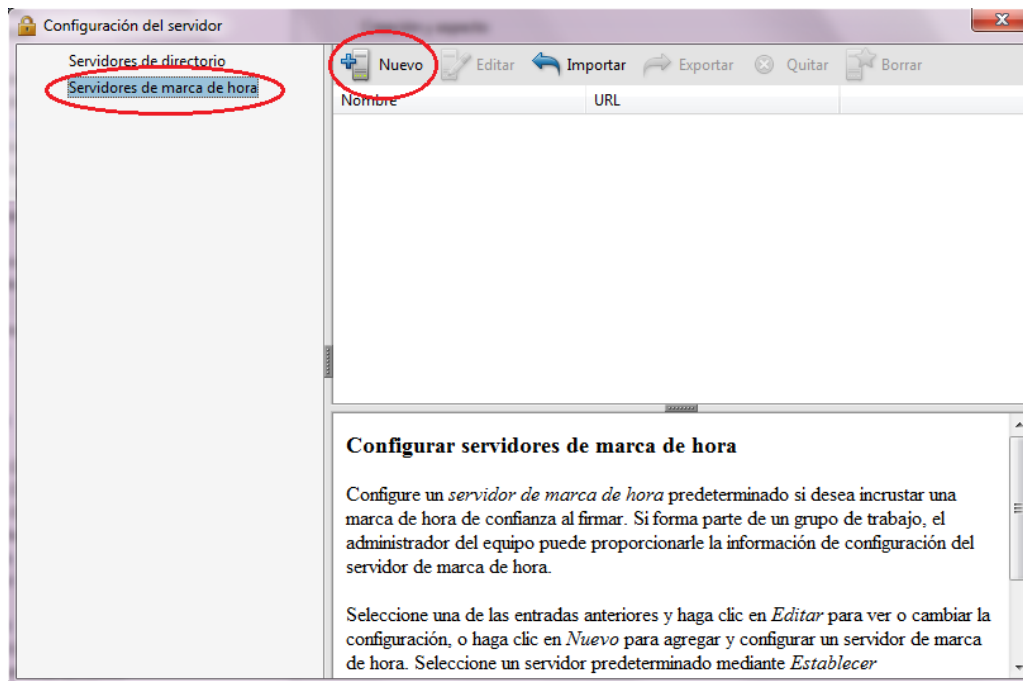 Configuración del servidor
Servidores de directorio
Servidores de marca de hora
Nuevo Editar Importar Exportar Quitar Borrar
Nombre URL
Configurar servidores de marca de hora
Configure un servidor de marca de hora predeterminado si desea incrustar una
marca de hora de confianza al firmar. Si forma parte de un grupo de trabajo, el
administrador del equipo puede proporcionarle la información de configuración del
servidor de marca de hora.
Seleccione una de las entradas anteriores y haga clic en Editar para ver o cambiar la
configuración, o haga clic en Nuevo para agregar y configurar un servidor de marca
de hora. Seleccione un servidor predeterminado mediante Establecer